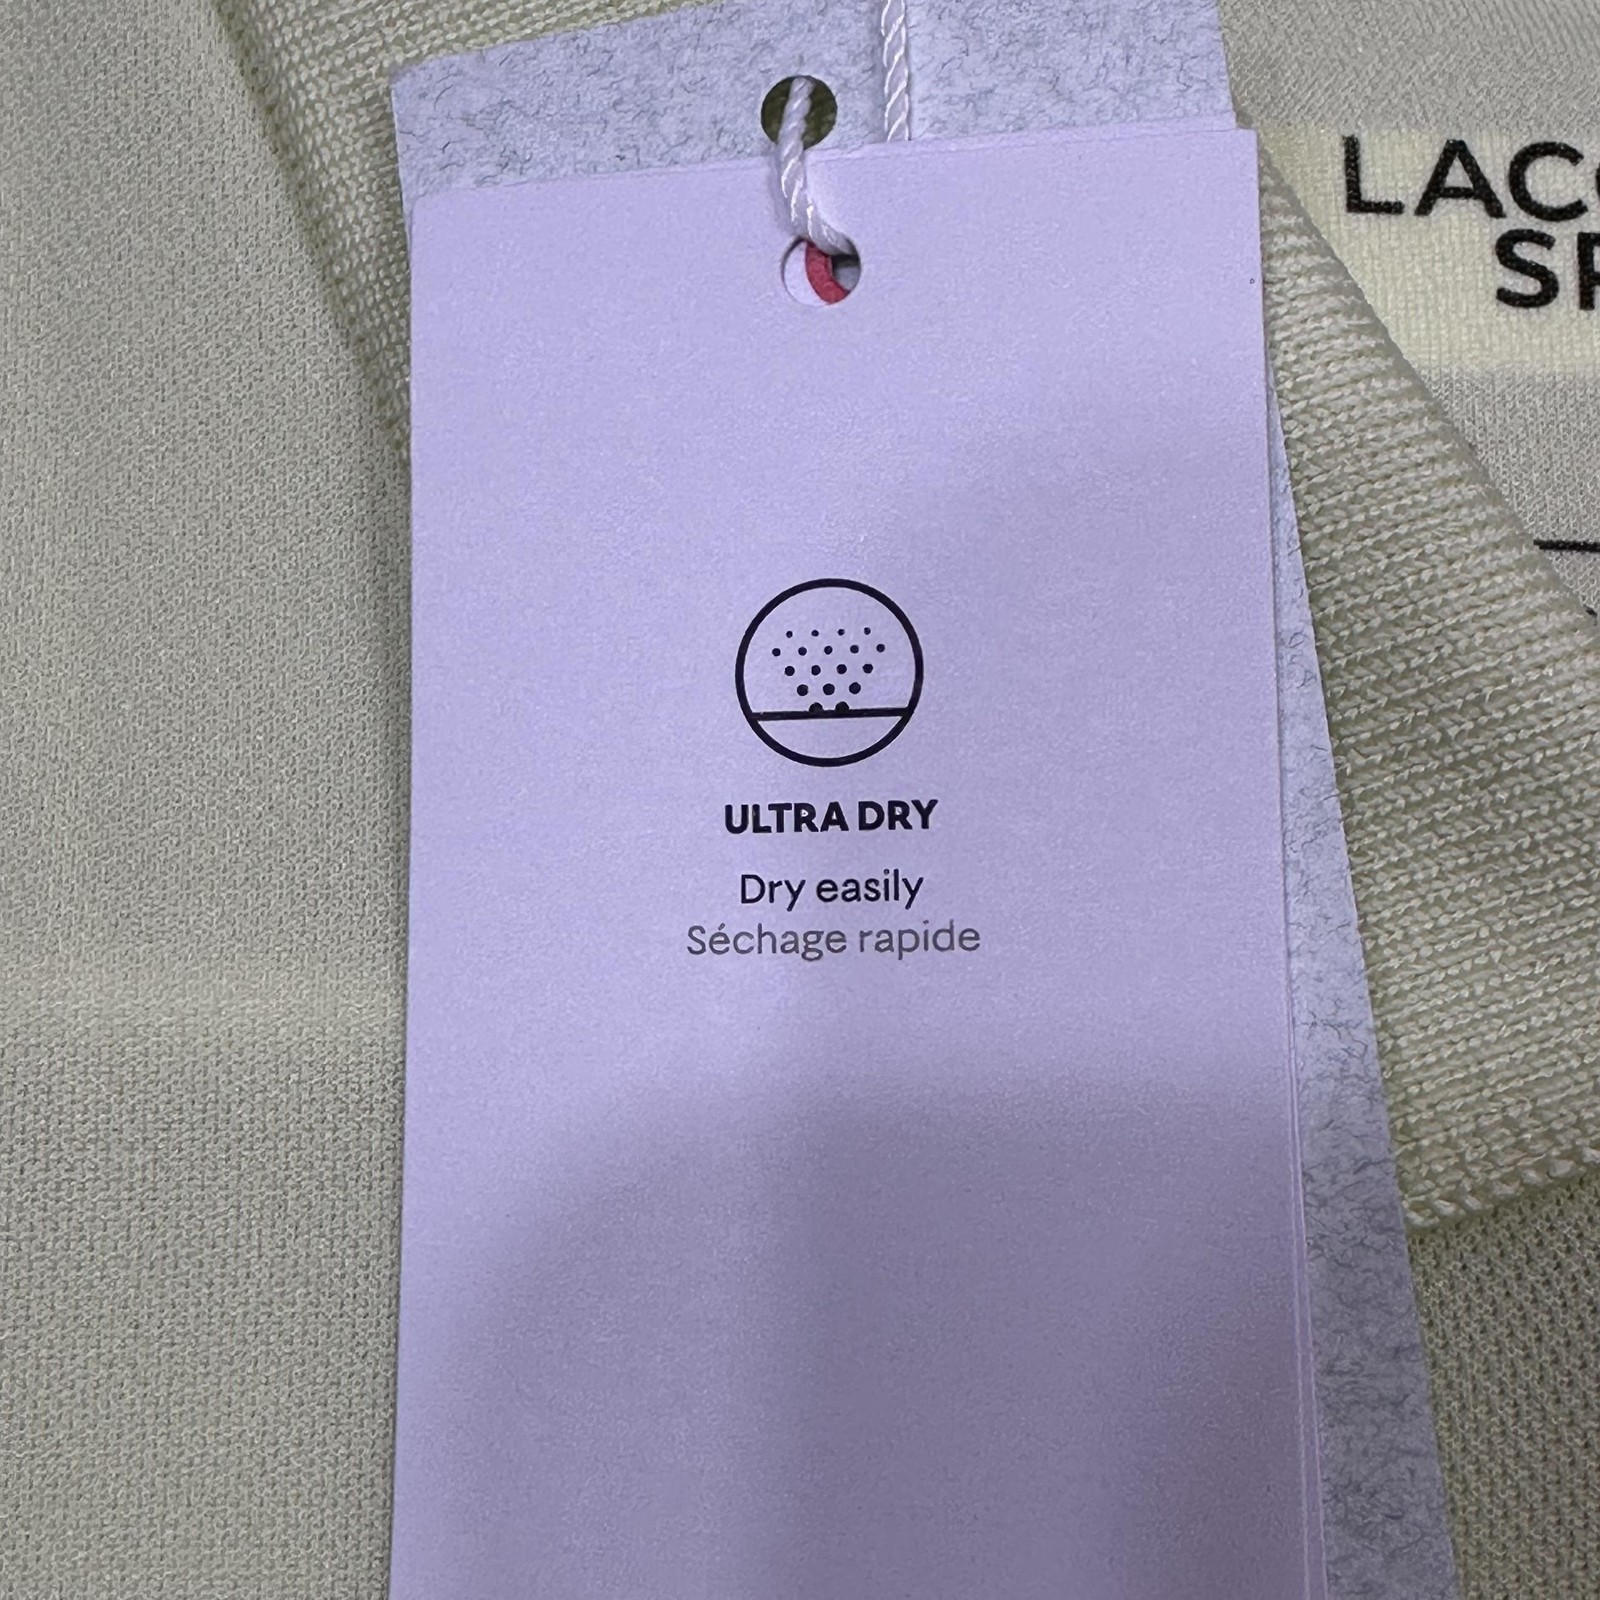 ULTRA DRY
Dry easily
Séchage rapide